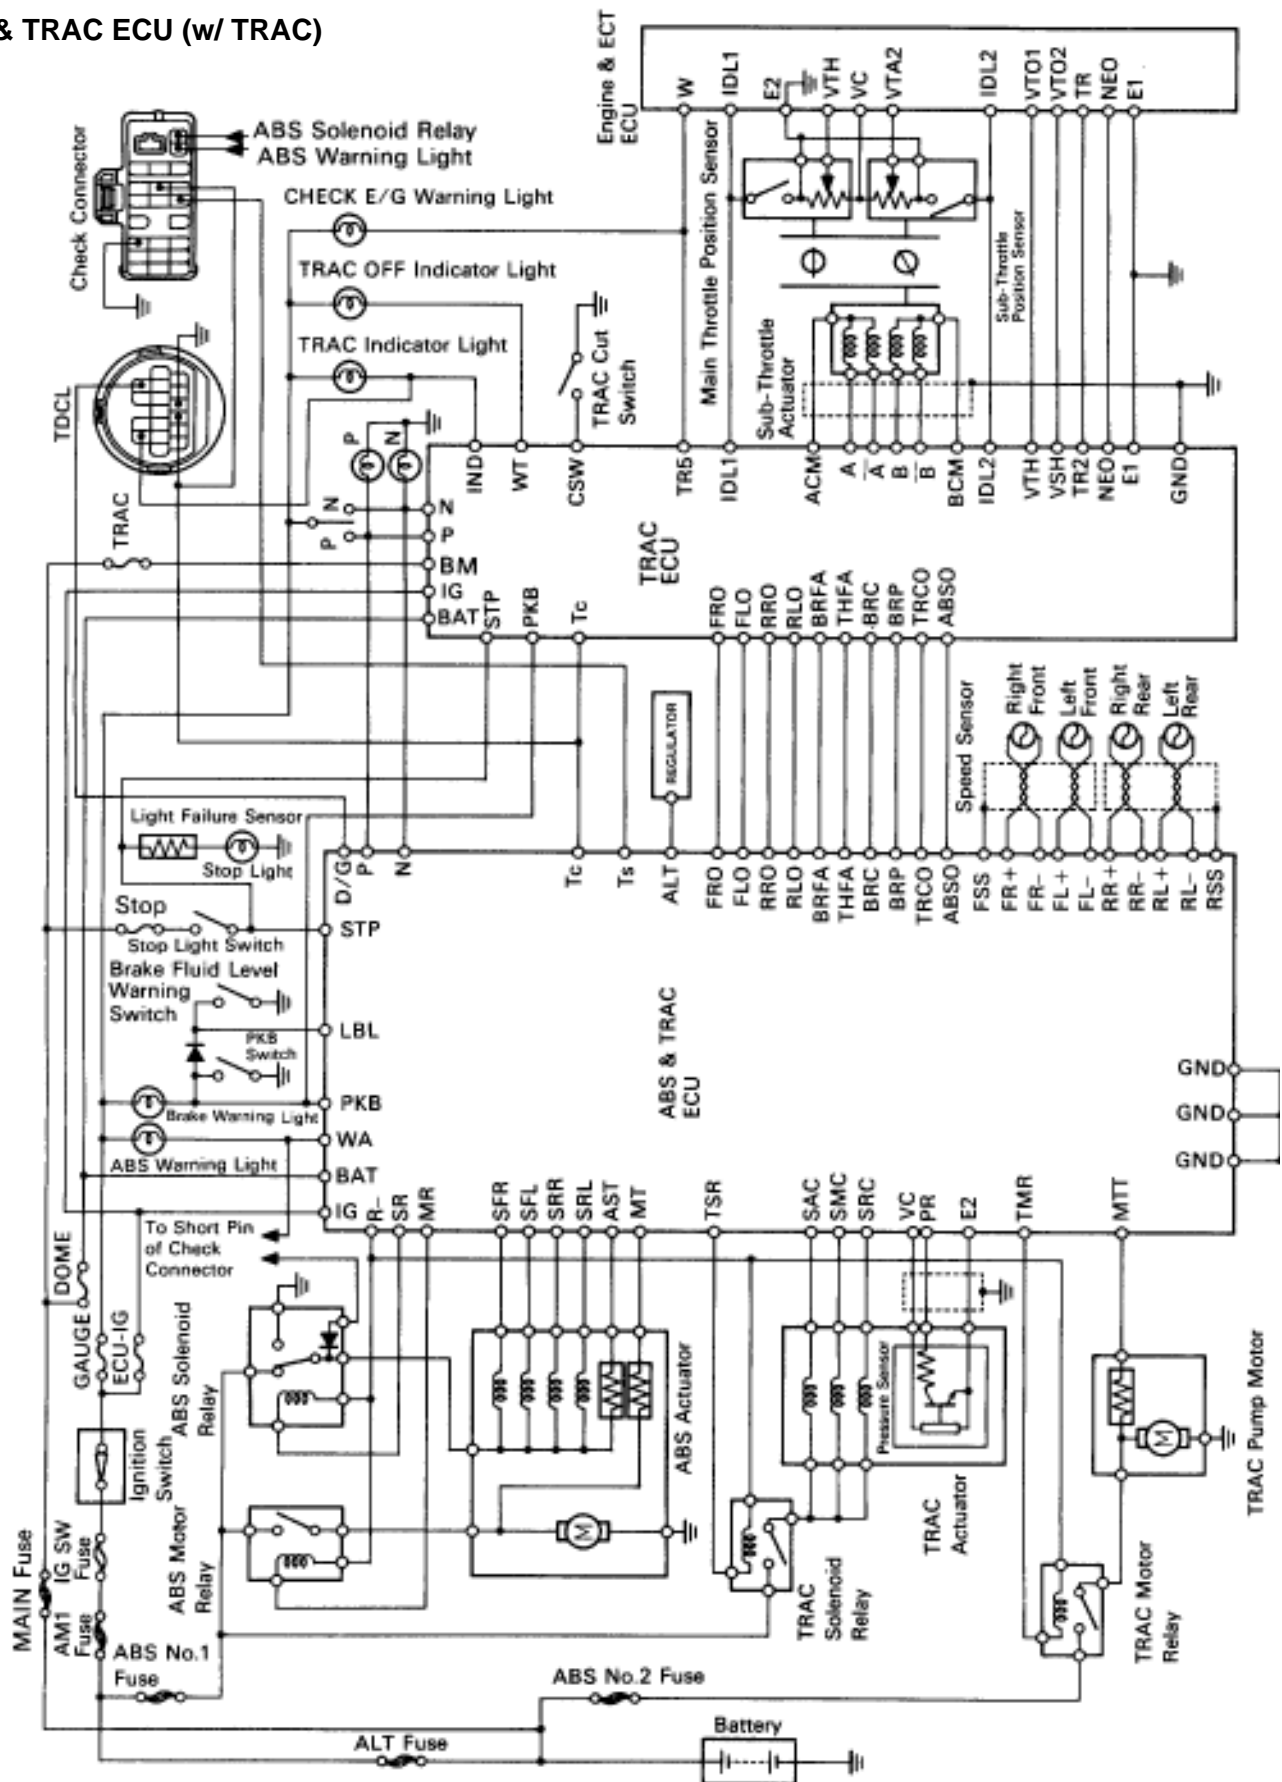 & TRAC ECU (w/ TRAC)
Engine & ECT
ECU
W
IDL1
E2
VTH
VC
VTA2
IDL2
VTO1
VTO2
TR
NEO
E1
Check Connector
ABS Solenoid Relay
ABS Warning Light
CHECK E/G Warning Light
TRAC OFF Indicator Light
TRAC Indicator Light
TRAC Cut
Switch
Main Throttle Position Sensor
Sub-Throttle
Actuator
Sub-Throttle
Position Sensor
TDCL
TRAC
P
N
N
P
IND
WT
CSW
TR5
IDL1
ACM
A
A
B
B
BCM
IDL2
VTH
VSH
TR2
NEO
E1
GND
N
P
BM
IG
BAT
STP
PKB
Tc
TRAC
ECU
FRO
FLO
RRO
RLO
BRFA
THFA
BRC
BRP
TRCO
ABSO
REGULATOR
Speed Sensor
Right
Front
Left
Front
Right
Rear
Left
Rear
Light Failure Sensor
Stop Light
D/G
P
N
Tc
Ts
ALT
FRO
FLO
RRO
RLO
BRFA
THFA
BRC
BRP
TRCO
ABSO
FSS
FR+
FR−
FL+
FL−
RR+
RR−
RL+
RL−
RSS
Stop
Stop Light Switch
STP
Brake Fluid Level
Warning
Switch
LBL
PKB
Switch
PKB
Brake Warning Light
WA
ABS Warning Light
BAT
IG
ABS & TRAC
ECU
GND
GND
GND
R−
SR
MR
SFR
SFL
SRR
SRL
AST
MT
TSR
SAC
SMC
SRC
VC
PR
E2
TMR
MTT
To Short Pin
of Check
Connector
DOME
GAUGE
ECU-IG
ABS Solenoid
Relay
Ignition
Switch
ABS Actuator
Pressure Sensor
TRAC
Actuator
M
TRAC Pump Motor
MAIN Fuse
IG SW
Fuse
AM1
Fuse
ABS Motor
Relay
M
TRAC
Solenoid
Relay
TRAC Motor
Relay
ABS No.1
Fuse
ABS No.2 Fuse
ALT Fuse
Battery